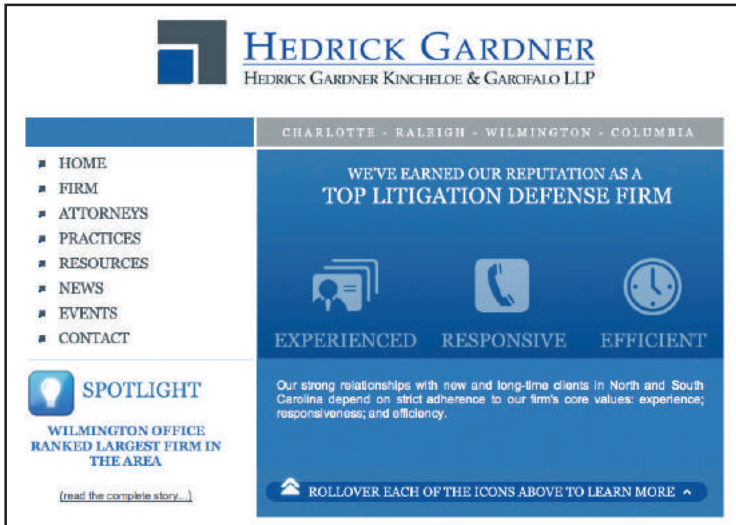 HEDRICK GARDNER
HEDRICK GARDNER KINCHELOE & GAROFALO LLP
CHARLOTTE - RALEIGH - WILMINGTON - COLUMBIA
HOME
FIRM
ATTORNEYS
PRACTICES
RESOURCES
NEWS
EVENTS
CONTACT
SPOTLIGHT
WILMINGTON OFFICE
RANKED LARGEST FIRM IN
THE AREA
(read the complete story...)
WE'VE EARNED OUR REPUTATION AS A
TOP LITIGATION DEFENSE FIRM
EXPERIENCED RESPONSIVE EFFICIENT
Our strong relationships with new and long-time clients in North and South
Carolina depend on strict adherence to our firm's core values: experience;
responsiveness; and efficiency.
ROLLOVER EACH OF THE ICONS ABOVE TO LEARN MORE